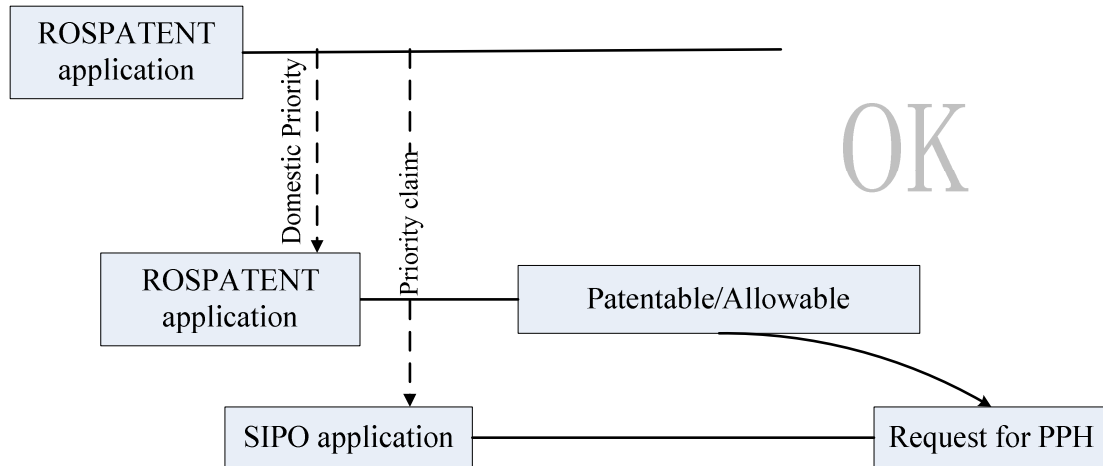 ROSPATENT
application
OK
Domestic Priority
Priority claim
ROSPATENT
application
Patentable/Allowable
SIPO application
Request for PPH